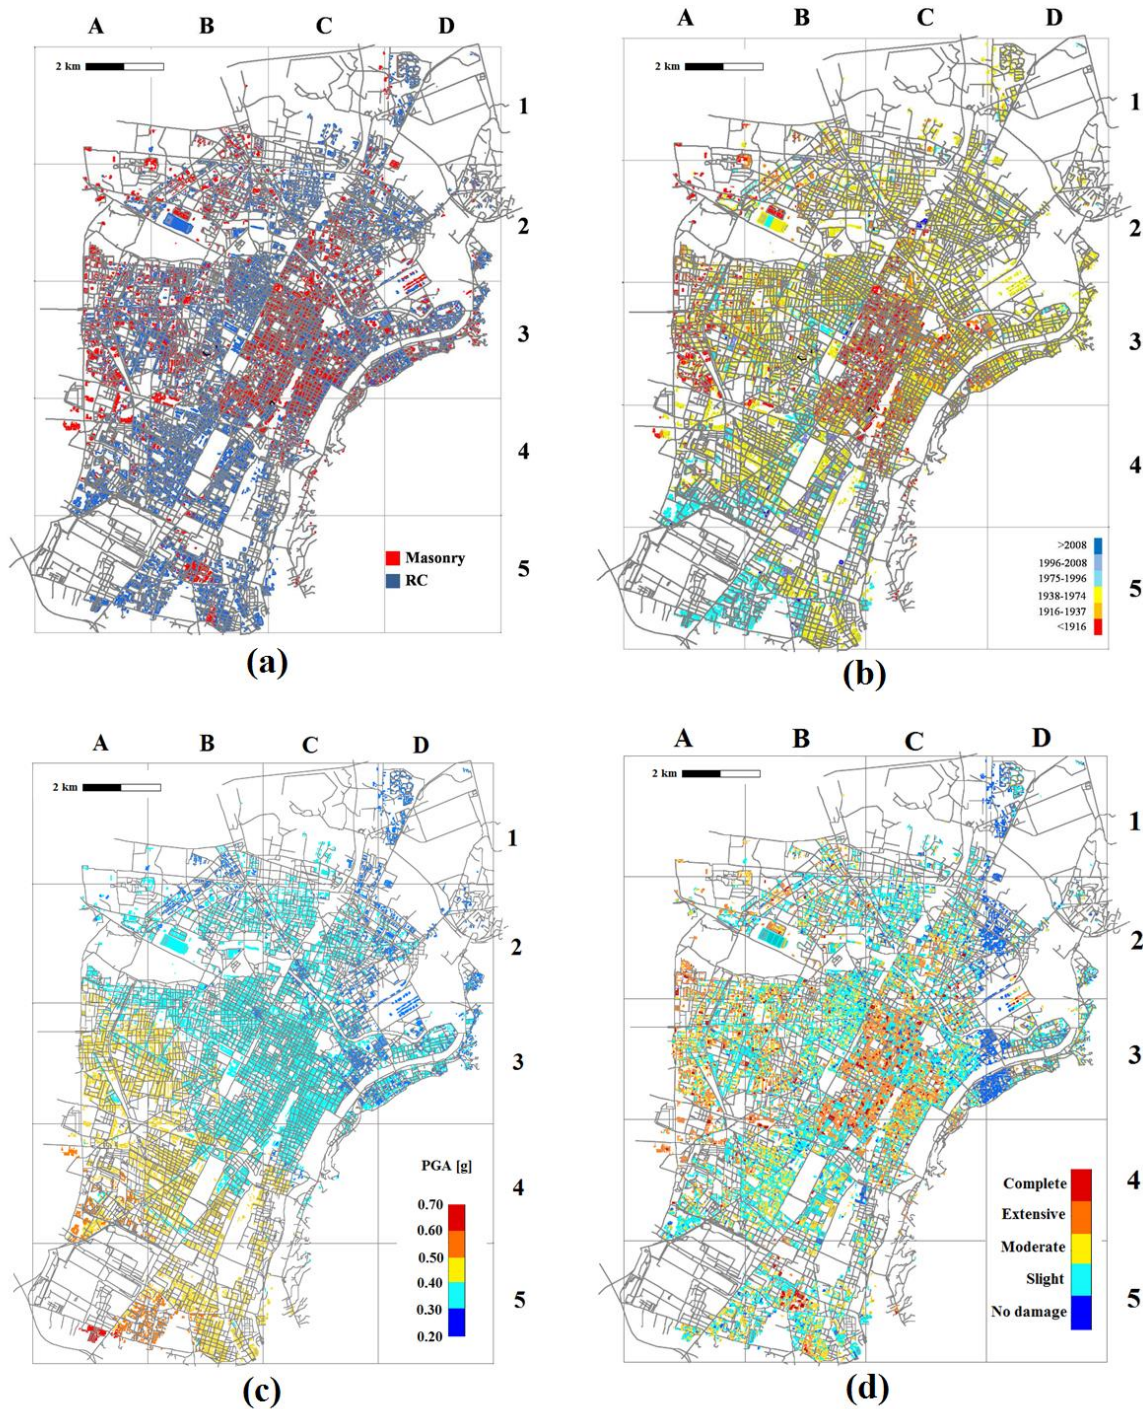 A B C D
2 km
1
2
3
4
5
Masonry
RC
(a)
A B C D
2 km
1
2
3
4
5
>2008
1996-2008
1975-1996
1938-1974
1916-1937
<1916
(b)
A B C D
2 km
1
2
3
4
5
PGA [g]
0.70
0.60
0.50
0.40
0.30
0.20
(c)
A B C D
2 km
1
2
3
4
5
Complete
Extensive
Moderate
Slight
No damage
(d)